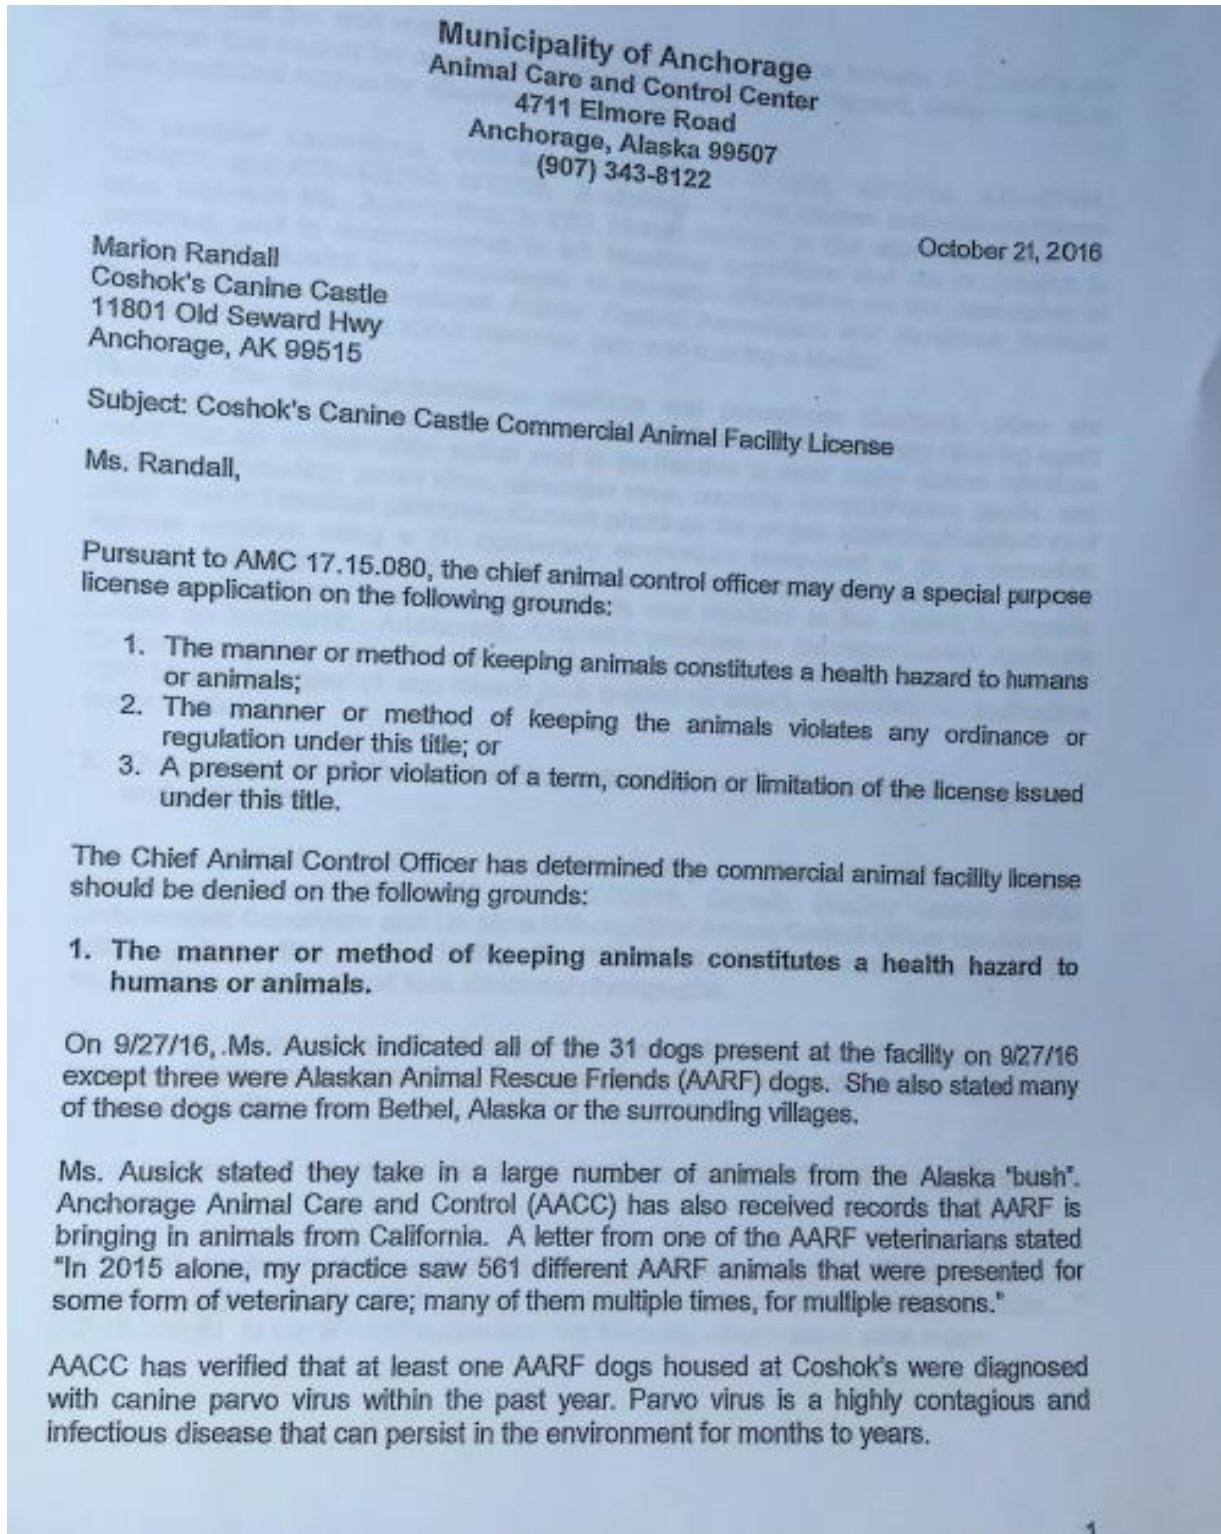 Municipality of Anchorage
Animal Care and Control Center
4711 Elmore Road
Anchorage, Alaska 99507
(907) 343-8122
October 21, 2016
Marion Randall
Coshok's Canine Castle
11801 Old Seward Hwy
Anchorage, AK 99515
Subject: Coshok's Canine Castle Commercial Animal Facility License
Ms. Randall,
Pursuant to AMC 17.15.080, the chief animal control officer may deny a special purpose
license application on the following grounds:
1. The manner or method of keeping animals constitutes a health hazard to humans
or animals;
2. The manner or method of keeping the animals violates any ordinance or
regulation under this title; or
3. A present or prior violation of a term, condition or limitation of the license issued
under this title.
The Chief Animal Control Officer has determined the commercial animal facility license
should be denied on the following grounds:
1. The manner or method of keeping animals constitutes a health hazard to
humans or animals.
On 9/27/16, Ms. Ausick indicated all of the 31 dogs present at the facility on 9/27/16
except three were Alaskan Animal Rescue Friends (AARF) dogs. She also stated many
of these dogs came from Bethel, Alaska or the surrounding villages.
Ms. Ausick stated they take in a large number of animals from the Alaska "bush".
Anchorage Animal Care and Control (AACC) has also received records that AARF is
bringing in animals from California. A letter from one of the AARF veterinarians stated
"In 2015 alone, my practice saw 561 different AARF animals that were presented for
some form of veterinary care; many of them multiple times, for multiple reasons."
AACC has verified that at least one AARF dogs housed at Coshok's were diagnosed
with canine parvo virus within the past year. Parvo virus is a highly contagious and
infectious disease that can persist in the environment for months to years.
1